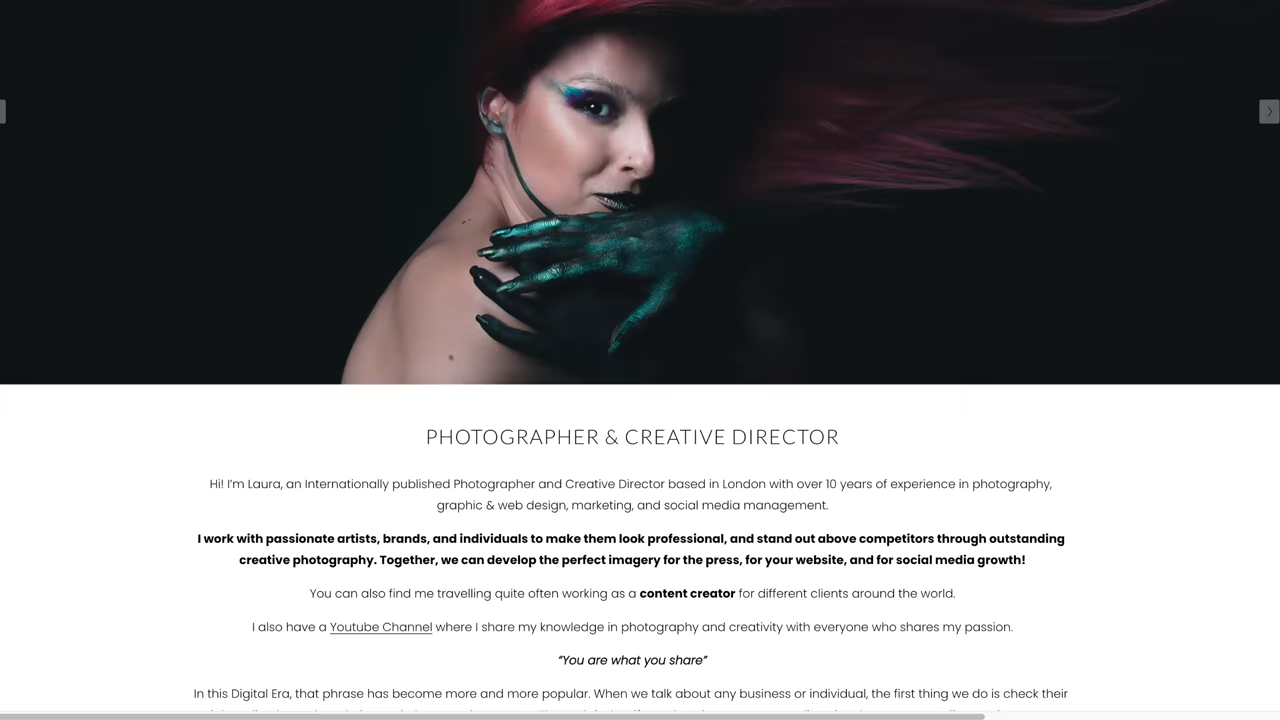 PHOTOGRAPHER & CREATIVE DIRECTOR
Hi! I'm Laura, an Internationally published Photographer and Creative Director based in London with over 10 years of experience in photography,
graphic & web design, marketing, and social media management.
I work with passionate artists, brands, and individuals to make them look professional, and stand out above competitors through outstanding
creative photography. Together, we can develop the perfect imagery for the press, for your website, and for social media growth!
You can also find me travelling quite often working as a content creator for different clients around the world.
I also have a Youtube Channel where I share my knowledge in photography and creativity with everyone who shares my passion.
“You are what you share”
In this Digital Era, that phrase has become more and more popular. When we talk about any business or individual, the first thing we do is check their